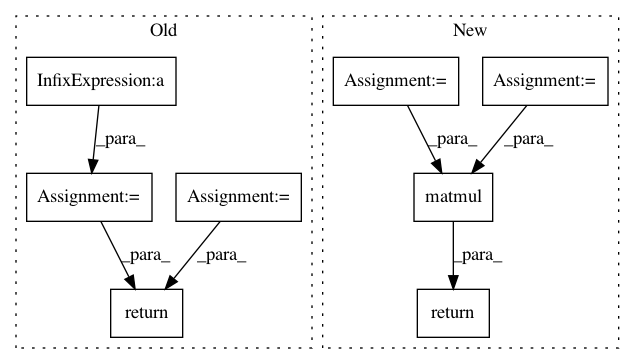 Old
New
InfixExpression:a
Assignment:=
Assignment:=
_para_
_para_
_para_
Assignment:=
Assignment:=
matmul
_para_
_para_
_para_
return
return